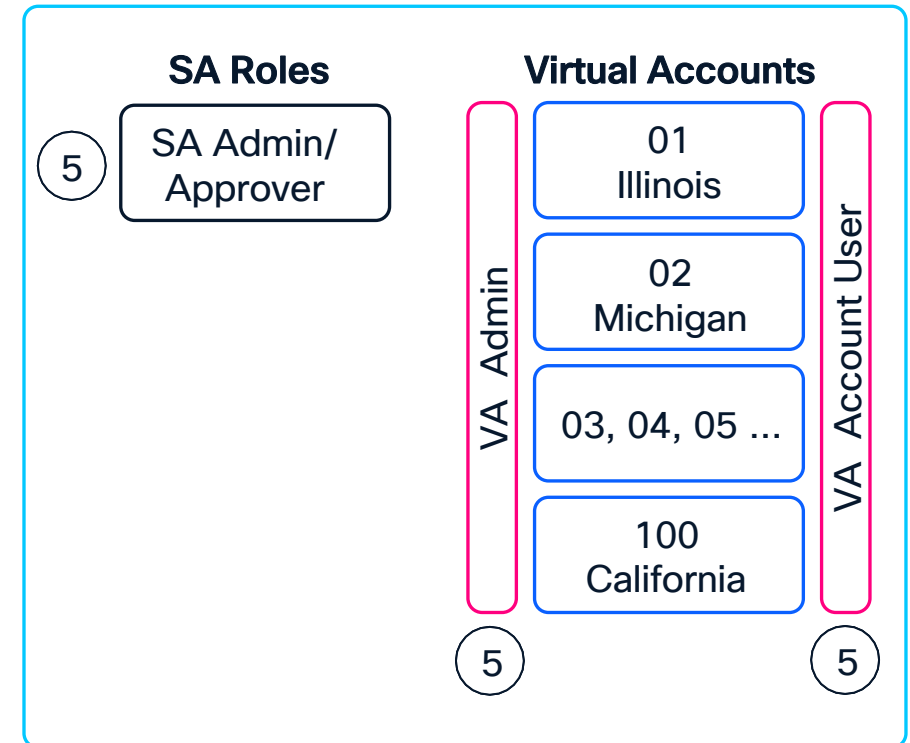 SA Roles
5
SA Admin/
Approver
Virtual Accounts
VA Admin
01
Illinois
02
Michigan
03, 04, 05 ...
100
California
VA Account User
5
5